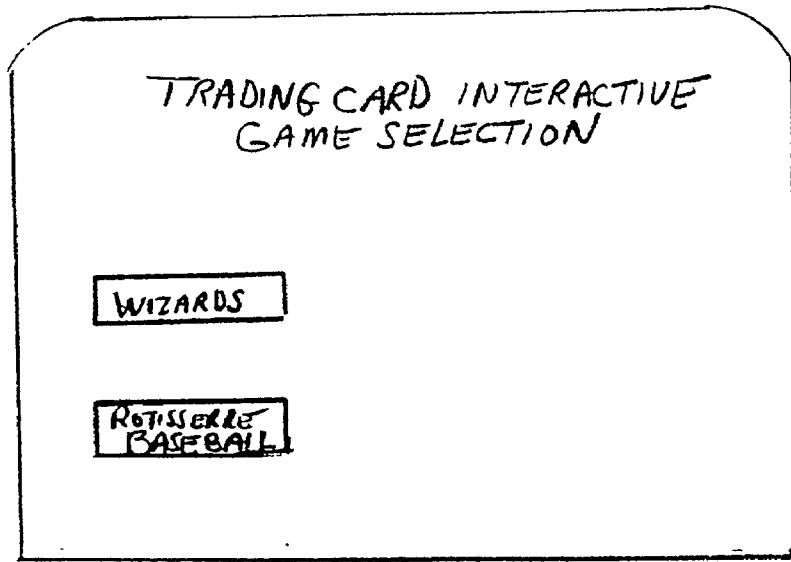 TRADING CARD INTERACTIVE
GAME SELECTION
WIZARDS
ROTISSERRE
BASEBALL